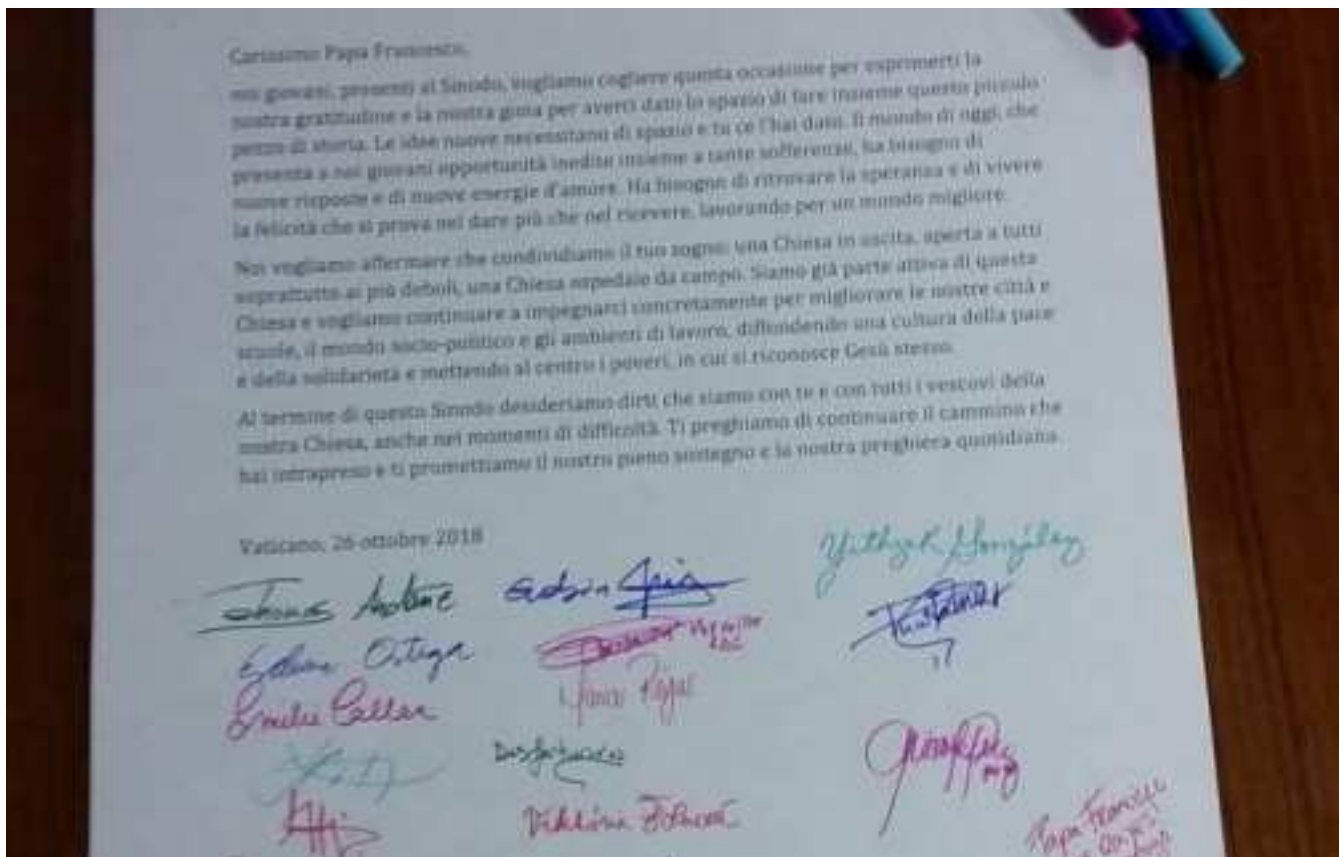 Carissimo Papa Francesco,
noi giovani, presenti al Sinodo, vogliamo cogliere questa occasione per esprimerti la
nostra gratitudine e la nostra gioia per averci dato lo spazio di fare insieme questo piccolo
pezzo di storia. Le idee nuove necessitano di spazio e tu ce l'hai dato. Il mondo di oggi, che
presenta a noi giovani opportunità inedite insieme a tante sofferenze, ha bisogno di
nuove risposte e di nuove energie d'amore. Ha bisogno di ritrovare la speranza e di vivere
la felicità che si prova nel dare più che nel ricevere, lavorando per un mondo migliore.
Noi vogliamo affermare che condividiamo il tuo sogno: una Chiesa in uscita, aperta a tutti
soprattutto ai più deboli, una Chiesa ospedale da campo. Siamo già parte attiva di questa
Chiesa e vogliamo continuare a impegnarci concretamente per migliorare le nostre città e
scuole, il mondo socio-politico e gli ambienti di lavoro, diffondendo una cultura della pace
e della solidarietà e mettendo al centro i poveri, in cui si riconosce Gesù stesso.
Al termine di questo Sinodo desideriamo dirti che siamo con te e con tutti i vescovi della
nostra Chiesa, anche nei momenti di difficoltà. Ti preghiamo di continuare il cammino che
hai intrapreso e ti promettiamo il nostro pieno sostegno e la nostra preghiera quotidiana.
Vaticano, 26 ottobre 2018
González
Ortega
Emilie Callan
Rojas
Viktória
Papa